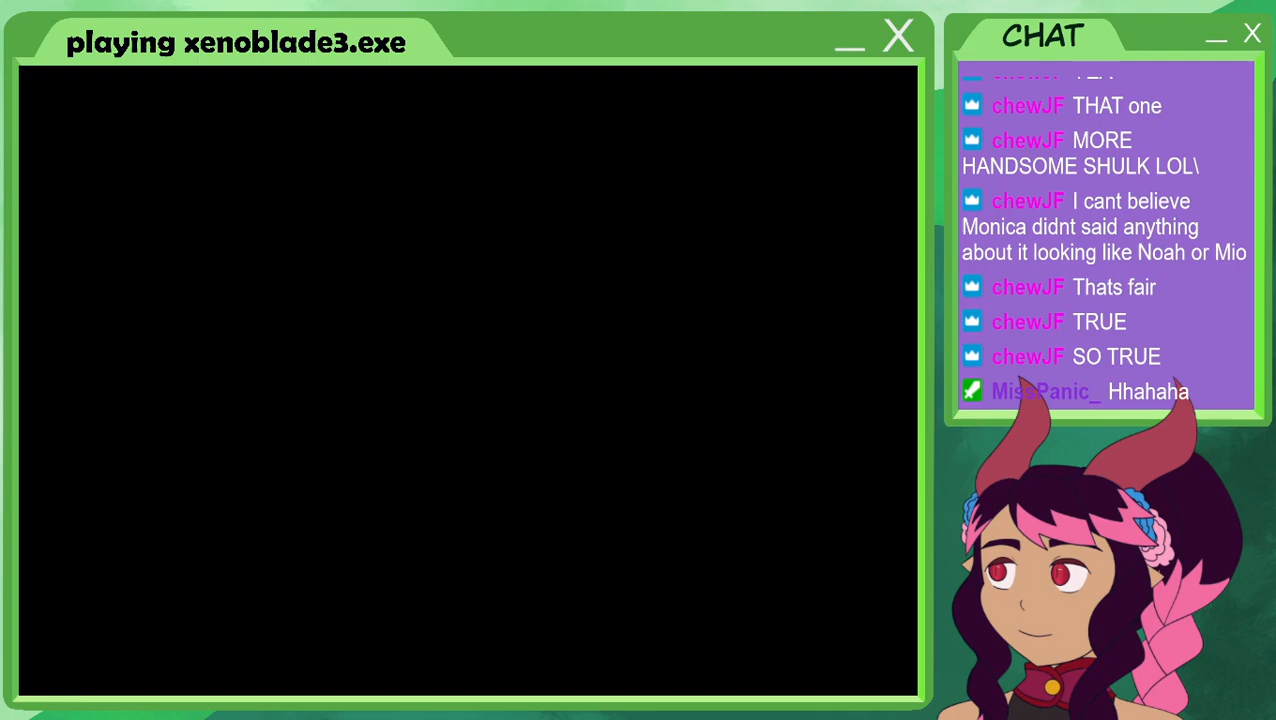 playing xenoblade3.exe
CHAT
chewJF THAT one
chewJF MORE
HANDSOME SHULK LOL\
chewJF I cant believe
Monica didnt said anything
about it looking like Noah or Mio
chewJF Thats fair
chewJF TRUE
chewJF SO TRUE
MissPanic_ Hhahaha